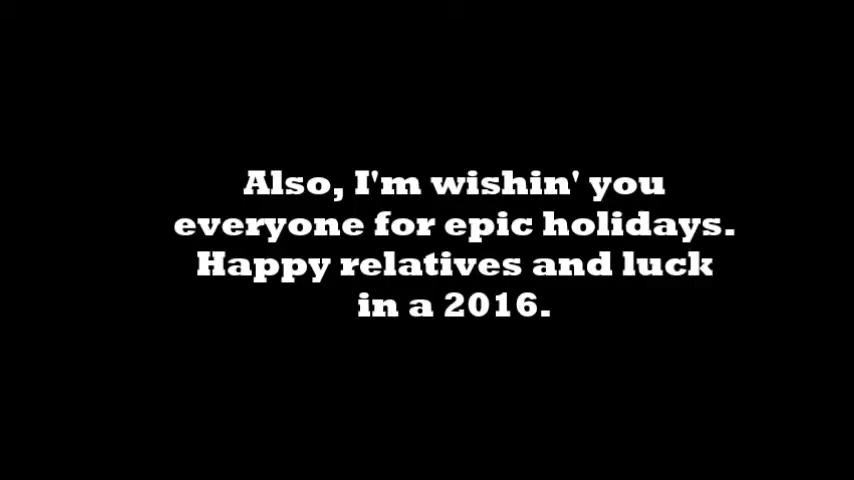 Also, I'm wishin' you
everyone for epic holidays.
Happy relatives and luck
in a 2016.